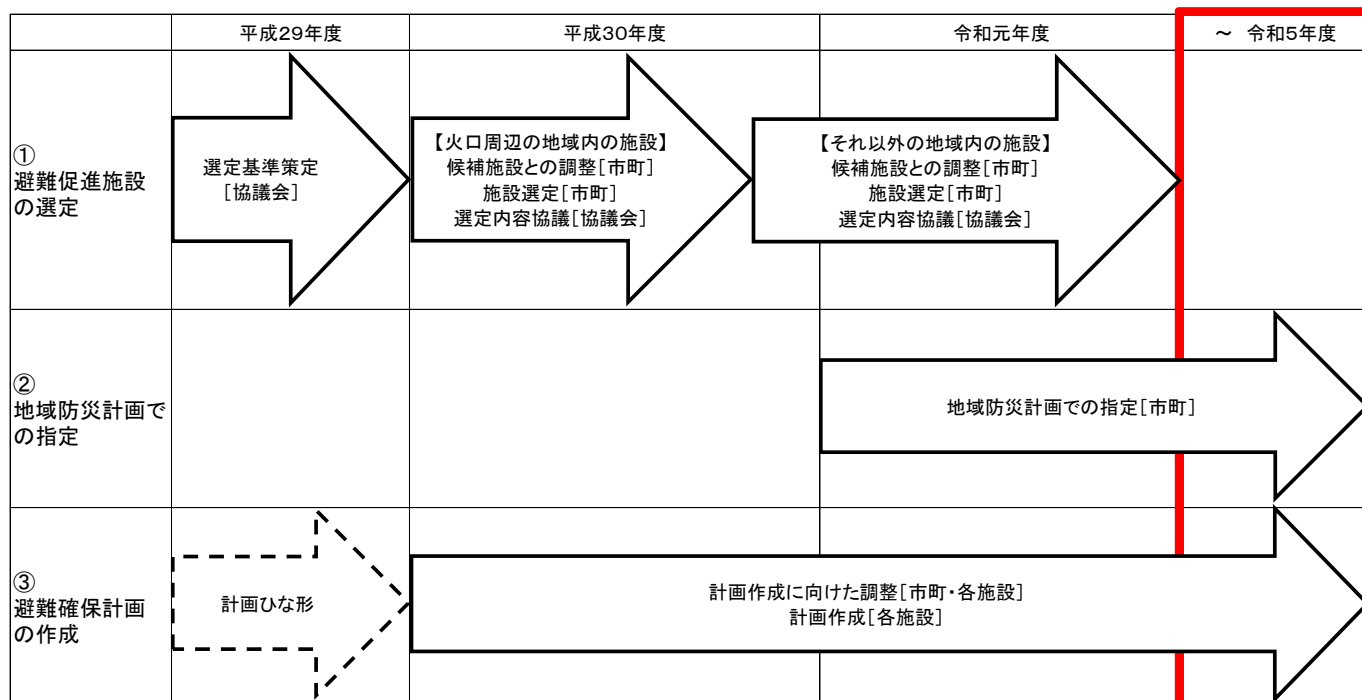 平成29年度
平成30年度
令和元年度
～ 令和5年度
①
避難促進施設
の選定
選定基準策定
[協議会]
【火口周辺の地域内の施設】
候補施設との調整[市町]
施設選定[市町]
選定内容協議[協議会]
【それ以外の地域内の施設】
候補施設との調整[市町]
施設選定[市町]
選定内容協議[協議会]
②
地域防災計画で
の指定
地域防災計画での指定[市町]
③
避難確保計画
の作成
計画ひな形
計画作成に向けた調整[市町・各施設]
計画作成[各施設]